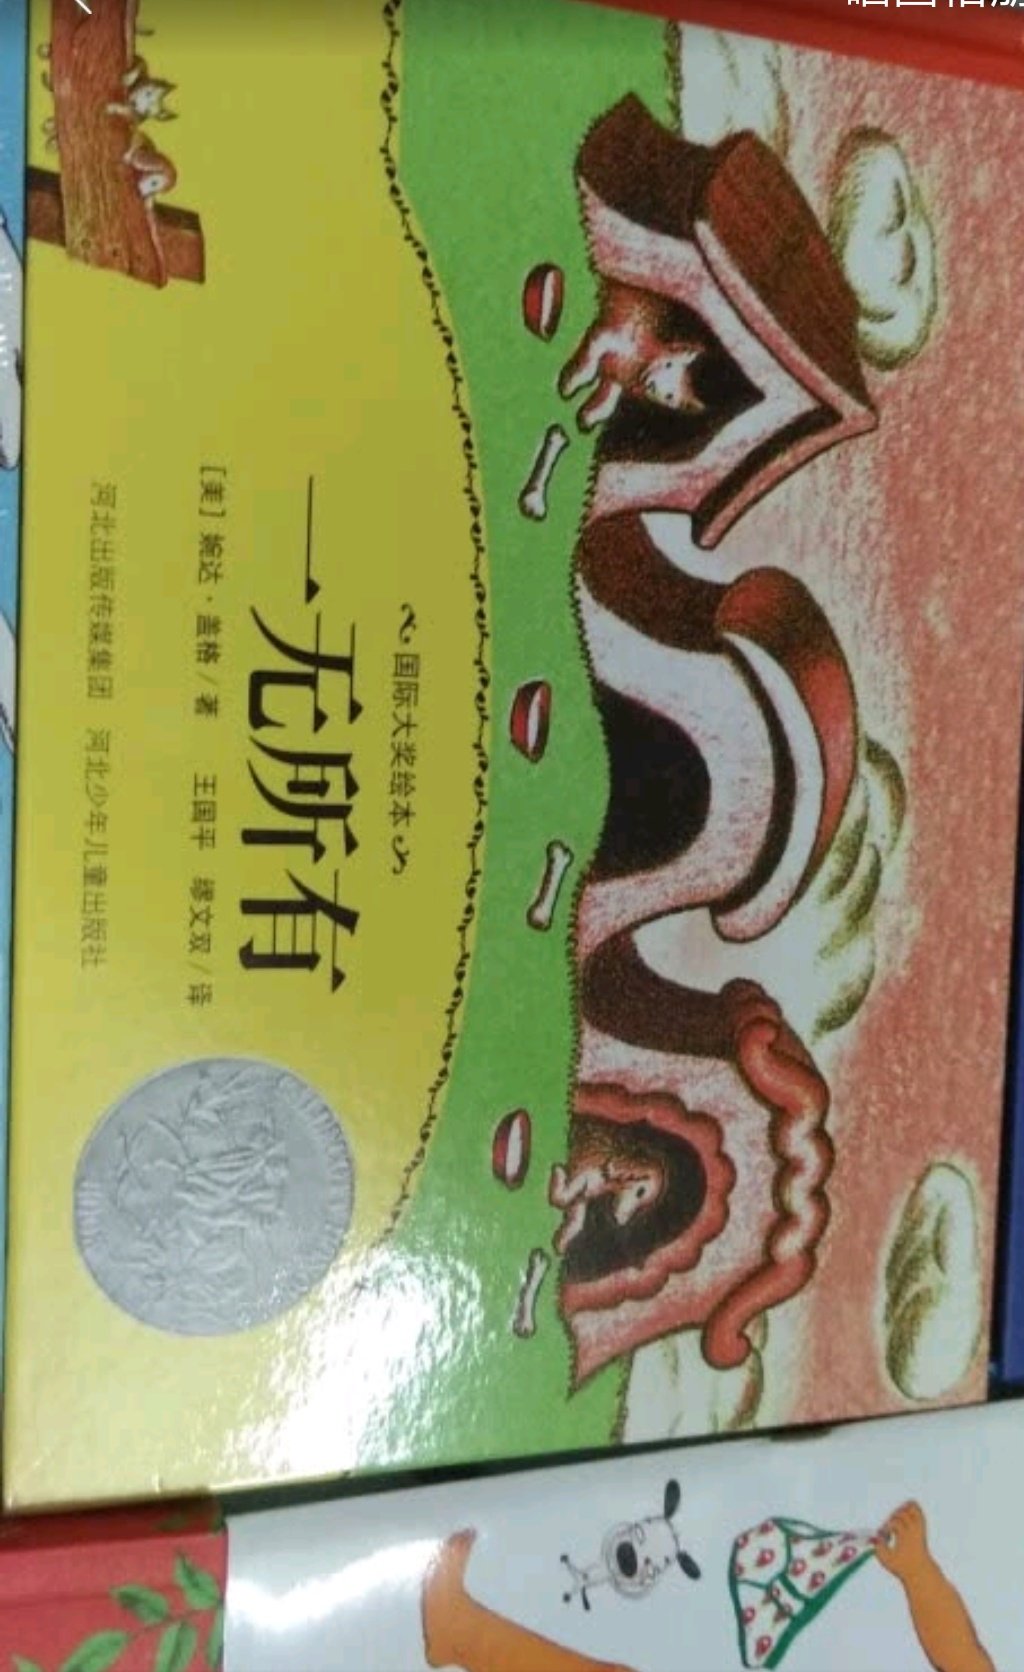 国际大奖绘本
一无所有
[美] 婉达·盖格/著 王国平 缪文双/译
河北出版传媒集团 河北少年儿童出版社